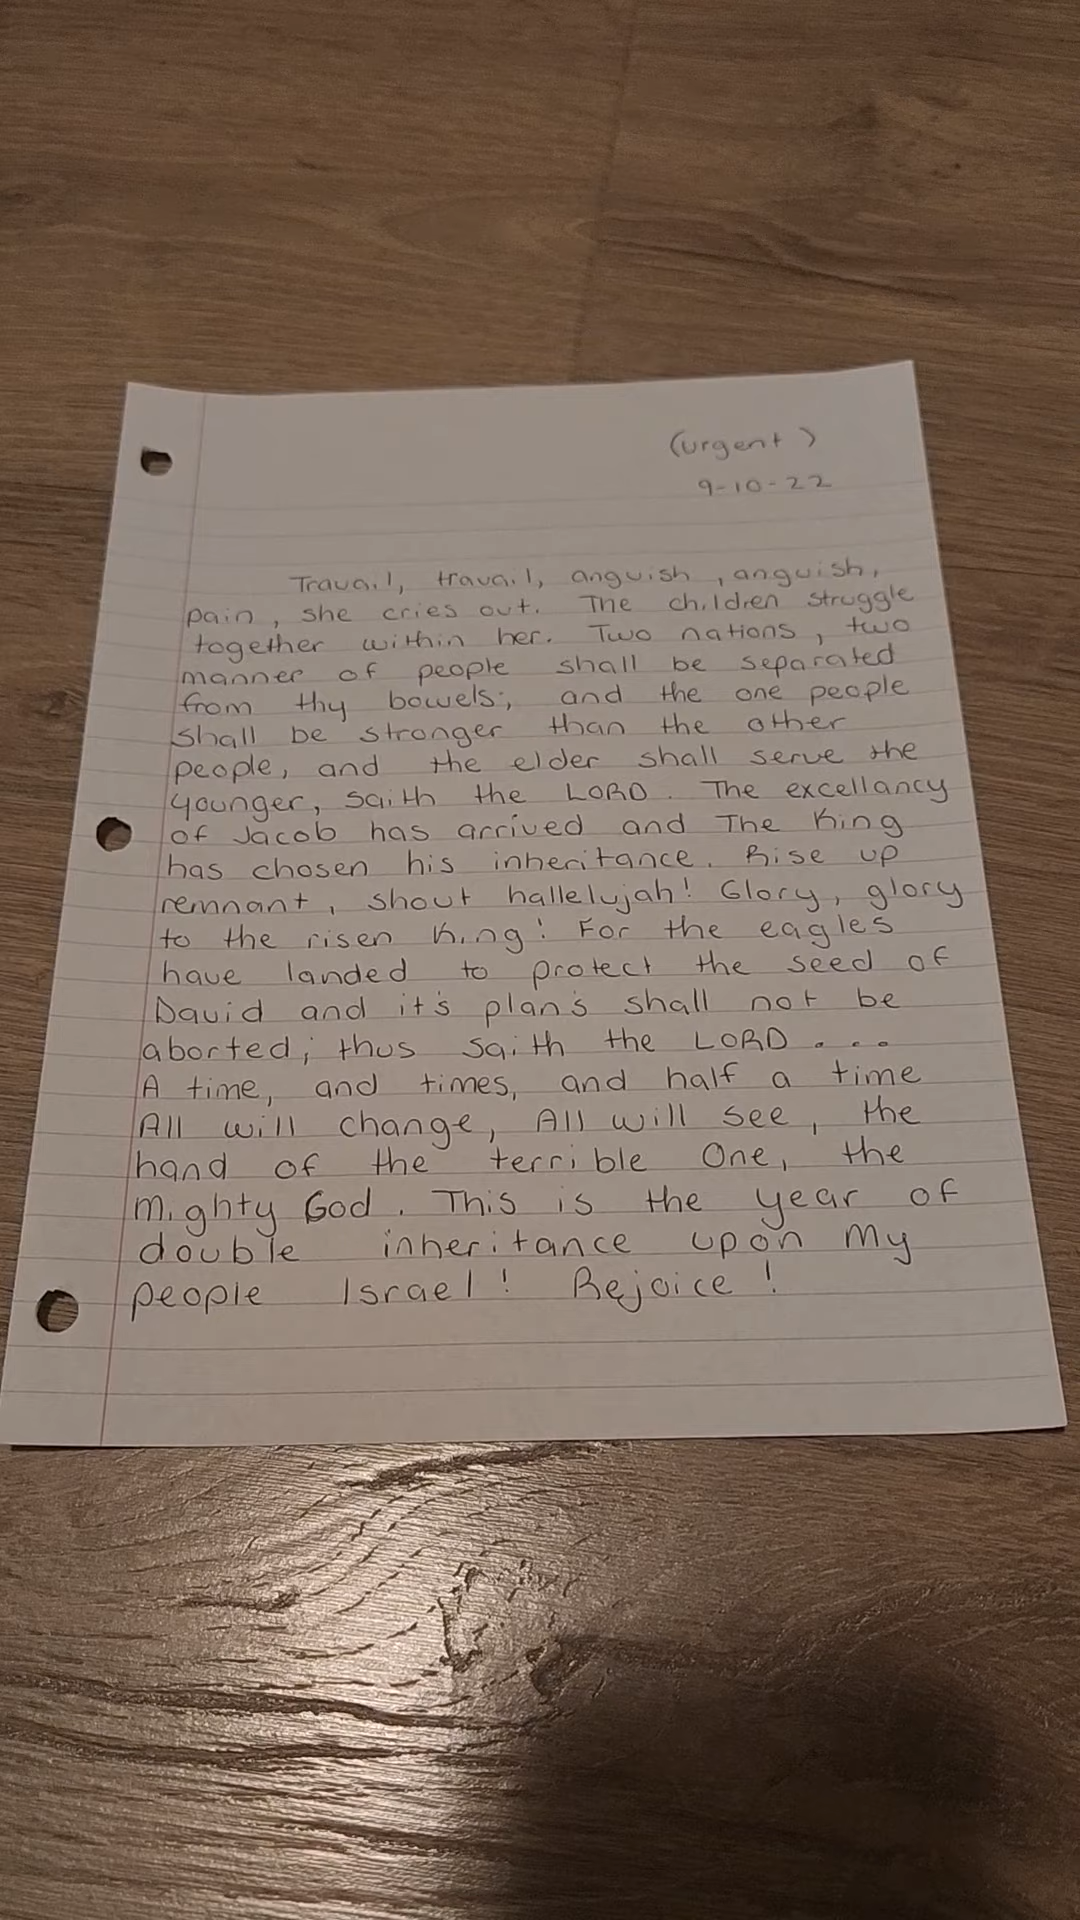 (urgent)
9-10-22
Travail, travail, anguish, anguish,
pain, she cries out. The children struggle
together within her. Two nations, two
manner of people shall be separated
from thy bowels; and the one people
shall be stronger than the other
people, and the elder shall serve the
younger, saith the LORD. The excellancy
of Jacob has arrived and The King
has chosen his inheritance. Rise up
remnant, shout hallelujah! Glory, glory
to the risen King! For the eagles
have landed to protect the seed of
David and it's plans shall not be
aborted; thus saith the LORD....
A time, and times, and half a time
All will change, All will see, the
hand of the terrible One, the
mighty God. This is the year of
double inheritance upon My
people Israel! Rejoice!